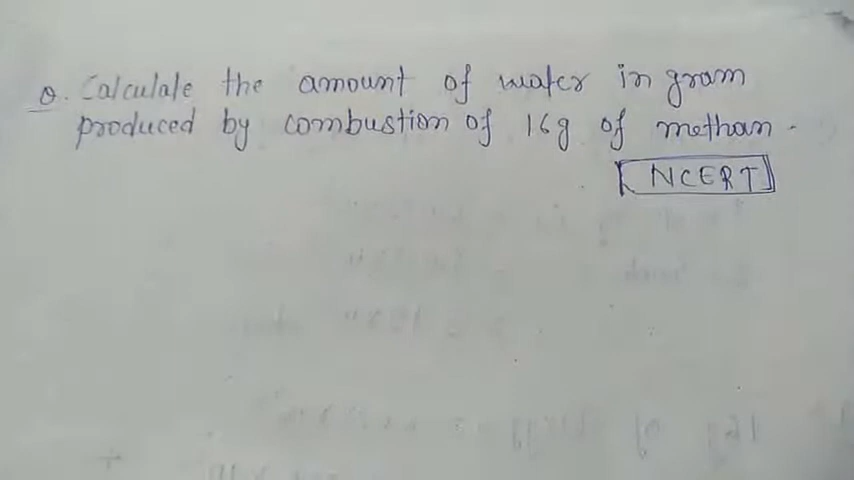 Q. Calculate the amount of water in gram
produced by combustion of 16g of methan.
[NCERT]